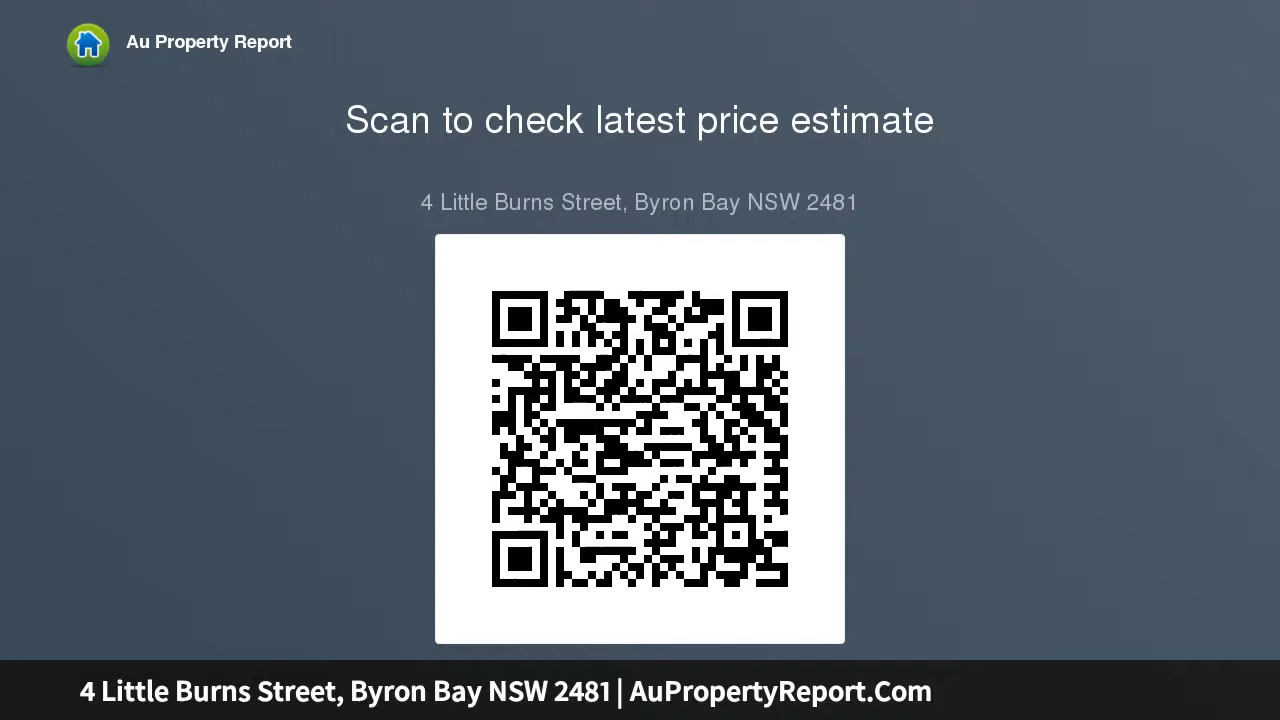 Au Property Report
Scan to check latest price estimate
4 Little Burns Street, Byron Bay NSW 2481
4 Little Burns Street, Byron Bay NSW 2481 | AuPropertyReport.Com